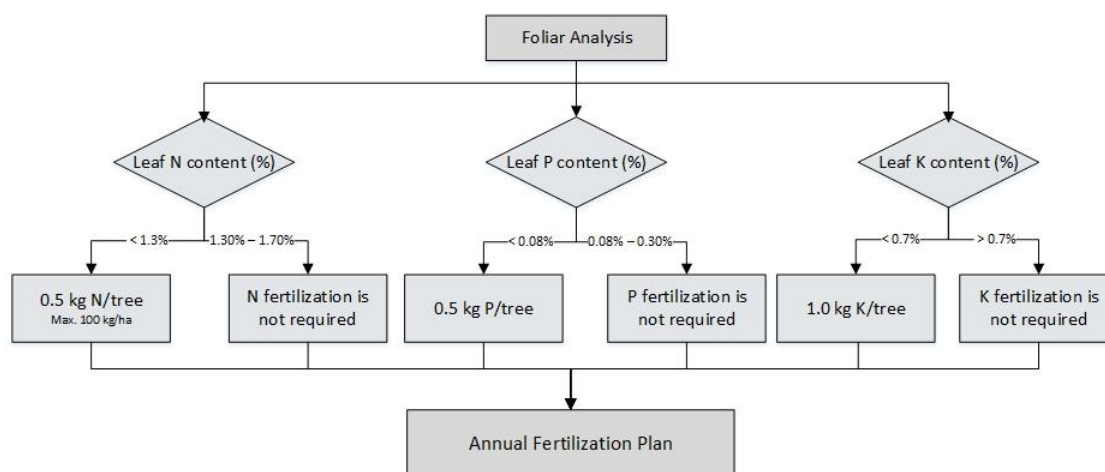 Foliar Analysis
Leaf N content (%)
Leaf P content (%)
Leaf K content (%)
< 1.3%
1.30% – 1.70%
< 0.08%
0.08% – 0.30%
< 0.7%
> 0.7%
0.5 kg N/tree
Max. 100 kg/ha
N fertilization is
not required
0.5 kg P/tree
P fertilization is
not required
1.0 kg K/tree
K fertilization is
not required
Annual Fertilization Plan